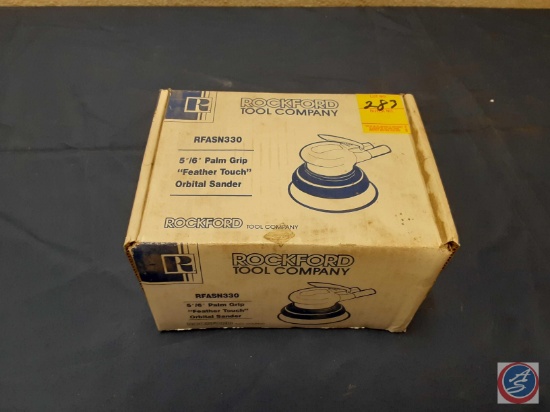 R
ROCKFORD
TOOL COMPANY
287
RFASN330
5"/6" Palm Grip
"Feather Touch"
Orbital Sander
ROCKFORD TOOL COMPANY
R
ROCKFORD
TOOL COMPANY
RFASN330
5"/6" Palm Grip
"Feather Touch"
Orbital Sander
AS